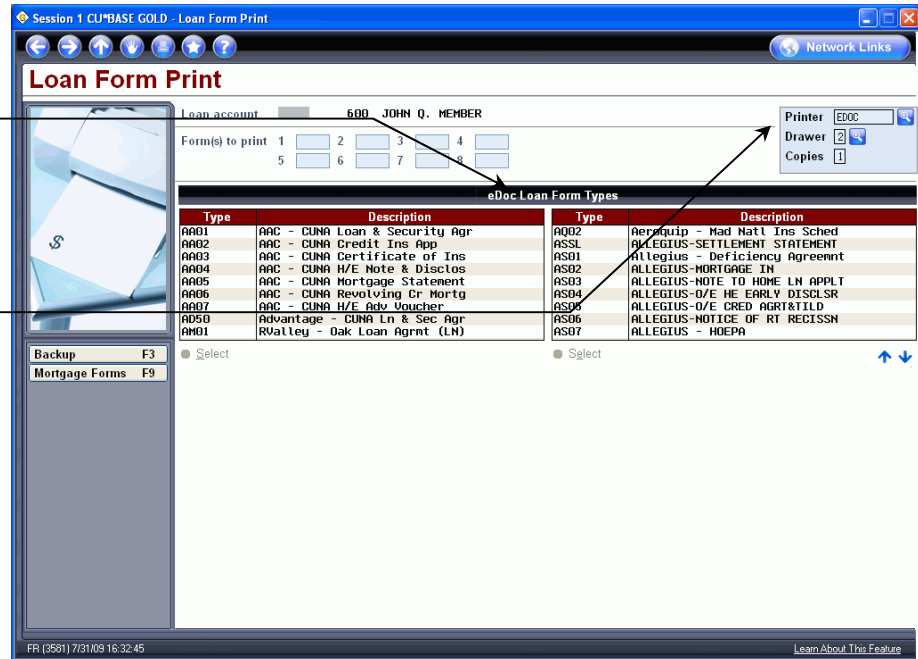 Session 1 CU*BASE GOLD - Loan Form Print
Network Links
Loan Form Print
Loan account 600 JOHN Q. MEMBER
Printer EDOC
Form(s) to print 1 2 3 4
Drawer 2
5 6 7 8
Copies 1
eDoc Loan Form Types
Type Description Type Description
AA01 AAC - CUNA Loan & Security Agr AQ02 Aeroquip - Mad Natl Ins Sched
AA02 AAC - CUNA Credit Ins App ASSL ALLEGIUS-SETTLEMENT STATEMENT
AA03 AAC - CUNA Certificate of Ins AS01 Allegius - Deficiency Agreemnt
AA04 AAC - CUNA H/E Note & Disclos AS02 ALLEGIUS-MORTGAGE IN
AA05 AAC - CUNA Mortgage Statement AS03 ALLEGIUS-NOTE TO HOME LN APPLT
AA06 AAC - CUNA Revolving Cr Mortg AS04 ALLEGIUS-O/E HE EARLY DISCLSR
AA07 AAC - CUNA H/E Adv Voucher AS05 ALLEGIUS-O/E CRED AGRT&TILD
AD50 Advantage - CUNA Ln & Sec Agr AS06 ALLEGIUS-NOTICE OF RT RECISSN
AM01 RValley - Oak Loan Agrmt (LN) AS07 ALLEGIUS - HOEPA
Select Select
Backup F3
Mortgage Forms F9
$
FR (3581) 7/31/09 16:32:45
Learn About This Feature